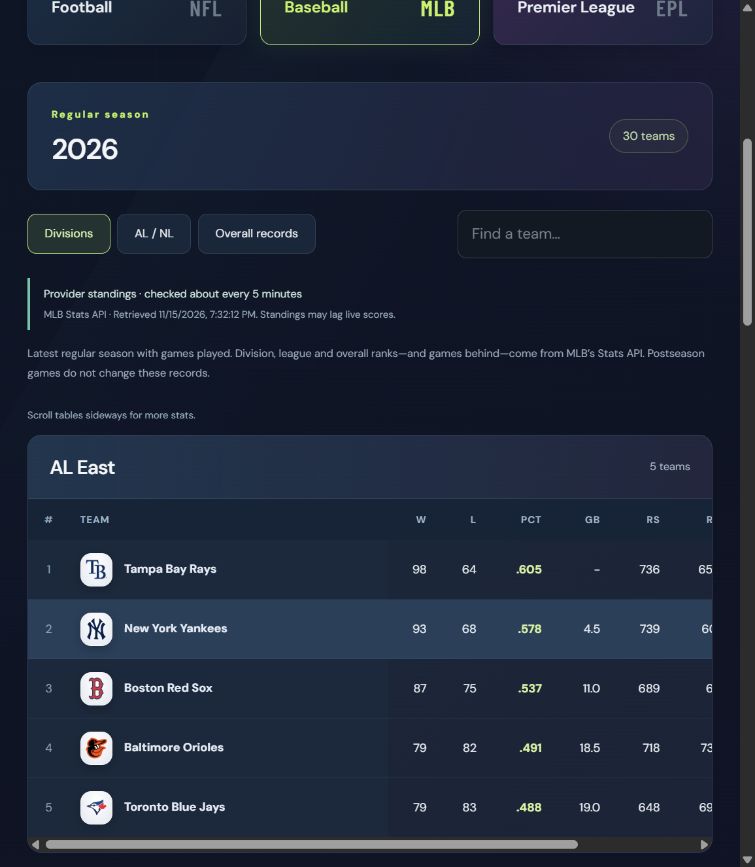 Football NFL
Baseball MLB
Premier League EPL
Regular season
2026
30 teams
Divisions
AL / NL
Overall records
Find a team...
Provider standings · checked about every 5 minutes
MLB Stats API · Retrieved 11/15/2026, 7:32:12 PM. Standings may lag live scores.
Latest regular season with games played. Division, league and overall ranks—and games behind—come from MLB's Stats API. Postseason
games do not change these records.
Scroll tables sideways for more stats.
AL East 5 teams
# TEAM W L PCT GB RS
1 TB Tampa Bay Rays 98 64 .605 – 736
2 NY New York Yankees 93 68 .578 4.5 739
3 B Boston Red Sox 87 75 .537 11.0 689
4 Baltimore Orioles 79 82 .491 18.5 718
5 Toronto Blue Jays 79 83 .488 19.0 648